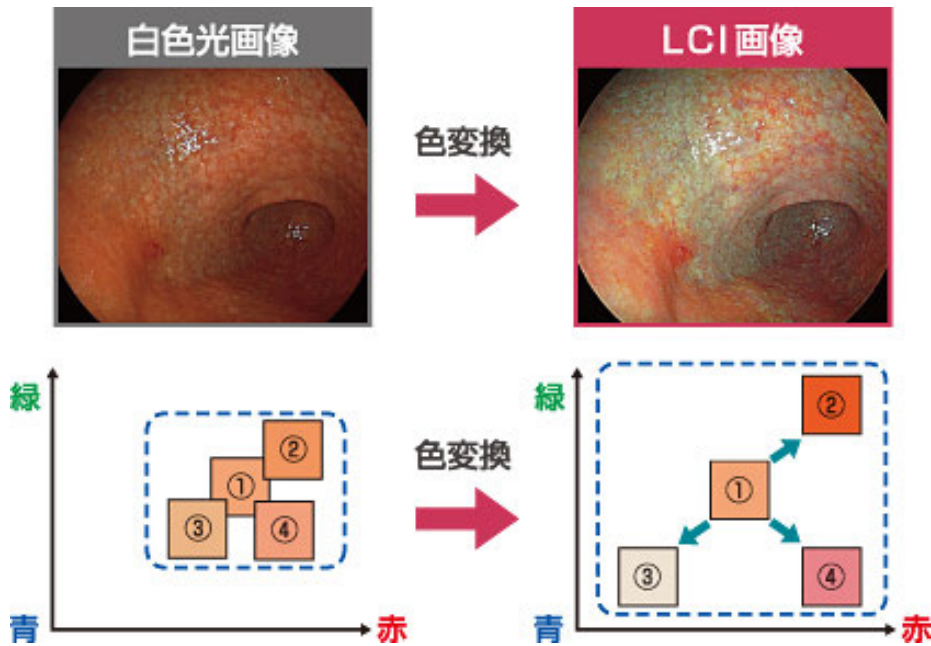 白色光画像
LCI画像
色変換
緑
②
①
③
④
青
赤
色変換
緑
②
①
③
④
青
赤